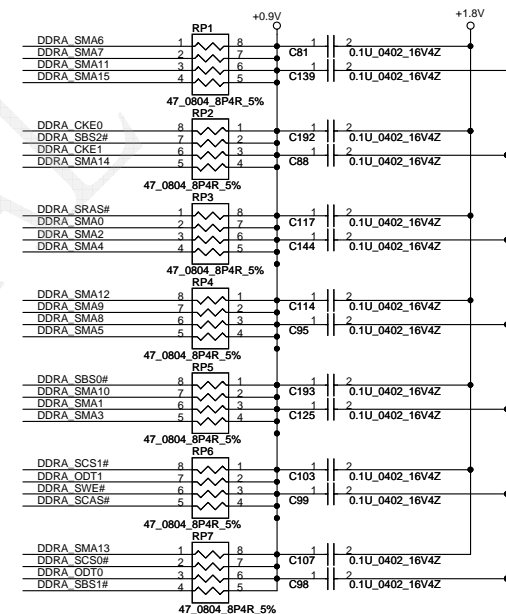 +0.9V +1.8V
RP1
DDRA_SMA6 1 8 1 2
DDRA_SMA7 2 7 C81 0.1U_0402_16V4Z
DDRA_SMA11 3 6 1 2
DDRA_SMA15 4 5 C139 0.1U_0402_16V4Z
47_0804_8P4R_5%
RP2
DDRA_CKE0 8 1 1 2
DDRA_SBS2# 7 2 C192 0.1U_0402_16V4Z
DDRA_CKE1 6 3 1 2
DDRA_SMA14 5 4 C88 0.1U_0402_16V4Z
47_0804_8P4R_5%
RP3
DDRA_SRAS# 1 8 1 2
DDRA_SMA0 2 7 C117 0.1U_0402_16V4Z
DDRA_SMA2 3 6 1 2
DDRA_SMA4 4 5 C144 0.1U_0402_16V4Z
47_0804_8P4R_5%
RP4
DDRA_SMA12 8 1 1 2
DDRA_SMA9 7 2 C114 0.1U_0402_16V4Z
DDRA_SMA8 6 3 1 2
DDRA_SMA5 5 4 C95 0.1U_0402_16V4Z
47_0804_8P4R_5%
RP5
DDRA_SBS0# 8 1 1 2
DDRA_SMA10 7 2 C193 0.1U_0402_16V4Z
DDRA_SMA1 6 3 1 2
DDRA_SMA3 5 4 C125 0.1U_0402_16V4Z
47_0804_8P4R_5%
RP6
DDRA_SCS1# 8 1 1 2
DDRA_ODT1 7 2 C103 0.1U_0402_16V4Z
DDRA_SWE# 6 3 1 2
DDRA_SCAS# 5 4 C99 0.1U_0402_16V4Z
47_0804_8P4R_5%
RP7
DDRA_SMA13 1 8 1 2
DDRA_SCS0# 2 7 C107 0.1U_0402_16V4Z
DDRA_ODT0 3 6 1 2
DDRA_SBS1# 4 5 C98 0.1U_0402_16V4Z
47_0804_8P4R_5%